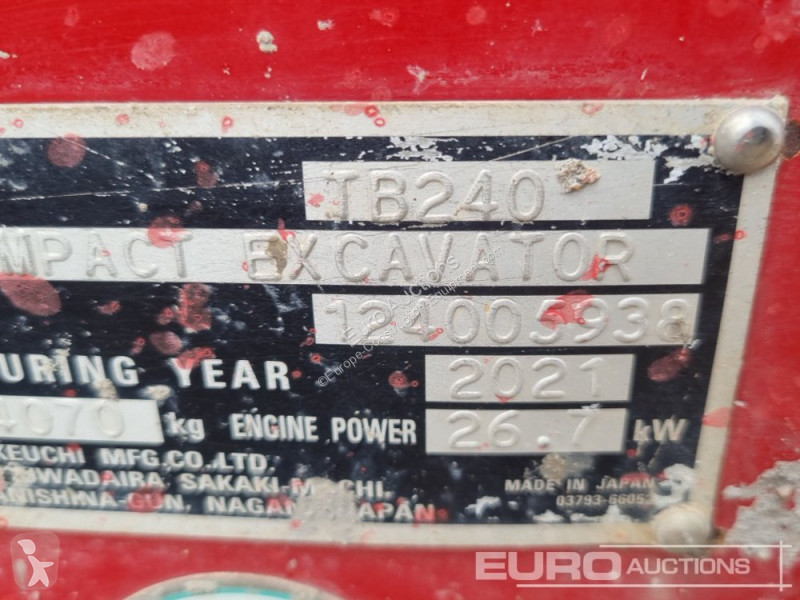 TB240
MPACT EXCAVATOR
124005938
URING YEAR 2021
4070 kg ENGINE POWER 26.7 kW
KEUCHI MFG.CO.,LTD.
UWADAIRA, SAKAKI-MACHI, MADE IN JAPAN
ANISHINA-GUN, NAGANO JAPAN
EURO AUCTIONS